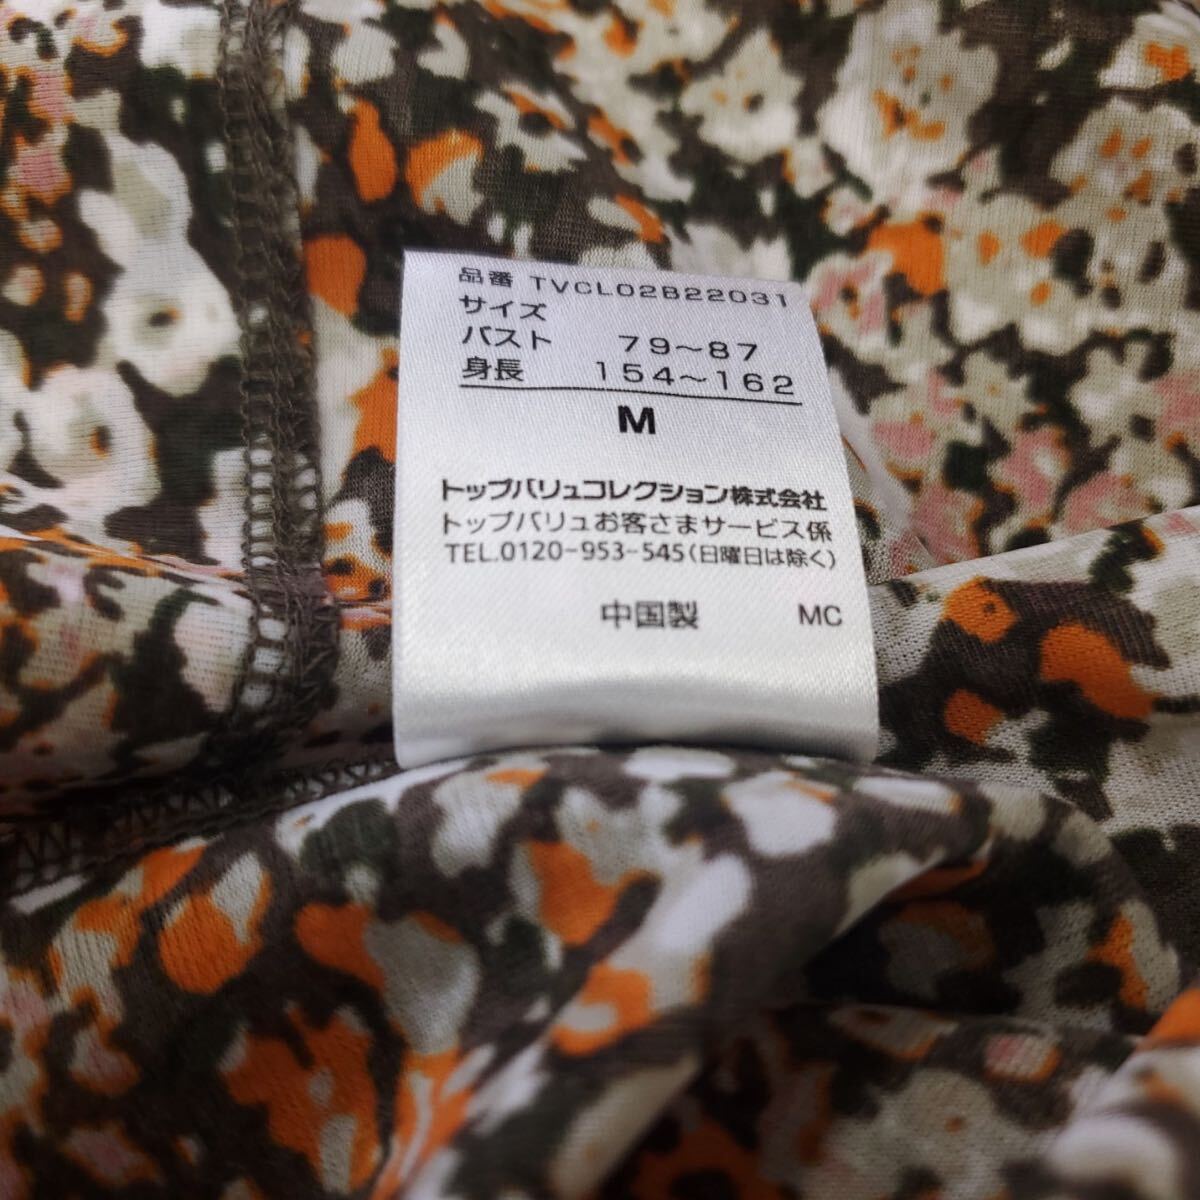 品番 TVCL02B22031
サイズ
バスト 79~87
身長 154~162
M
トップバリュコレクション株式会社
トップバリュお客さまサービス係
TEL.0120-953-545(日曜日は除く)
中国製 MC